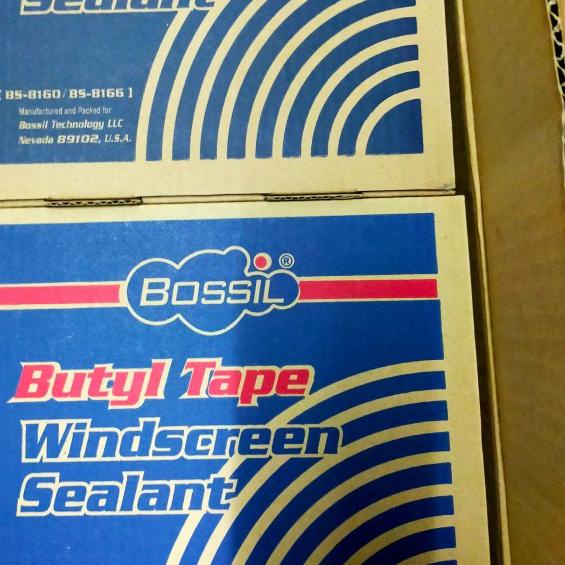 Sealant
[ BS-8160/BS-8166 ]
Manufactured and Packed for
Bossil Technology LLC
Nevada 89102, U.S.A.
BOSSIL ®
Butyl Tape
Windscreen
Sealant